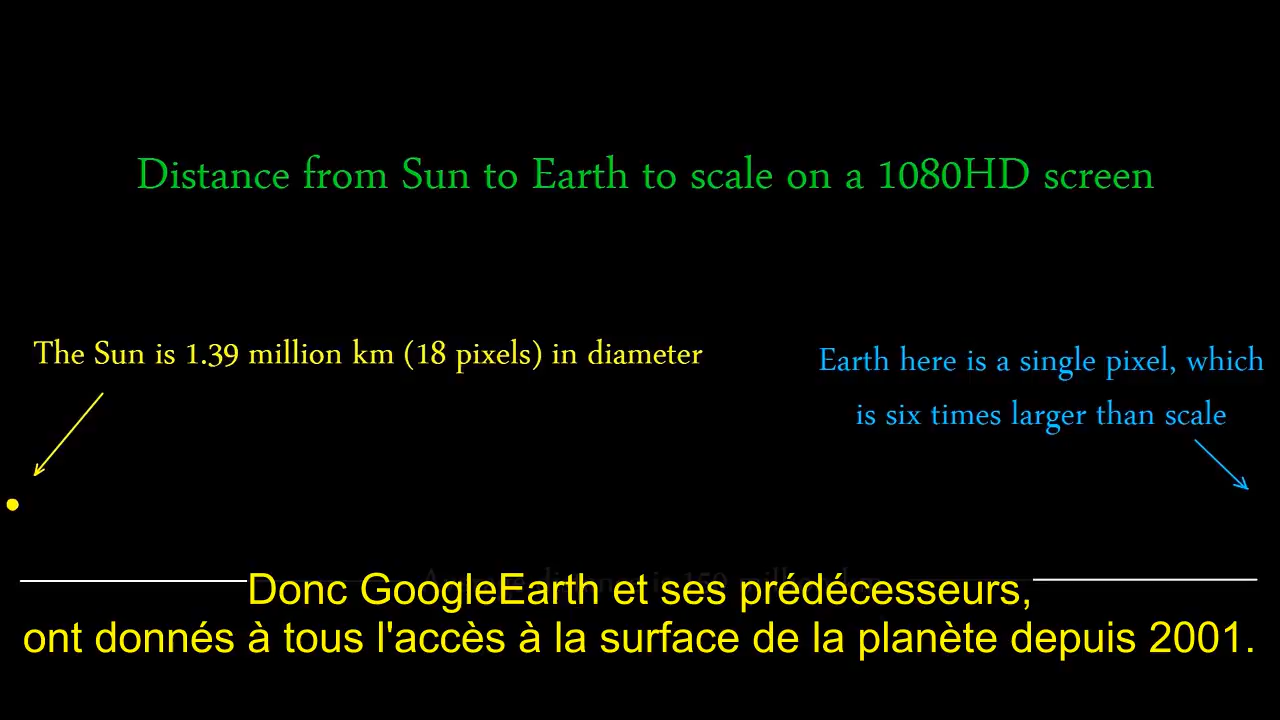 Distance from Sun to Earth to scale on a 1080HD screen
The Sun is 1.39 million km (18 pixels) in diameter
Earth here is a single pixel, which
is six times larger than scale
Donc GoogleEarth et ses prédécesseurs,
ont donnés à tous l'accès à la surface de la planète depuis 2001.